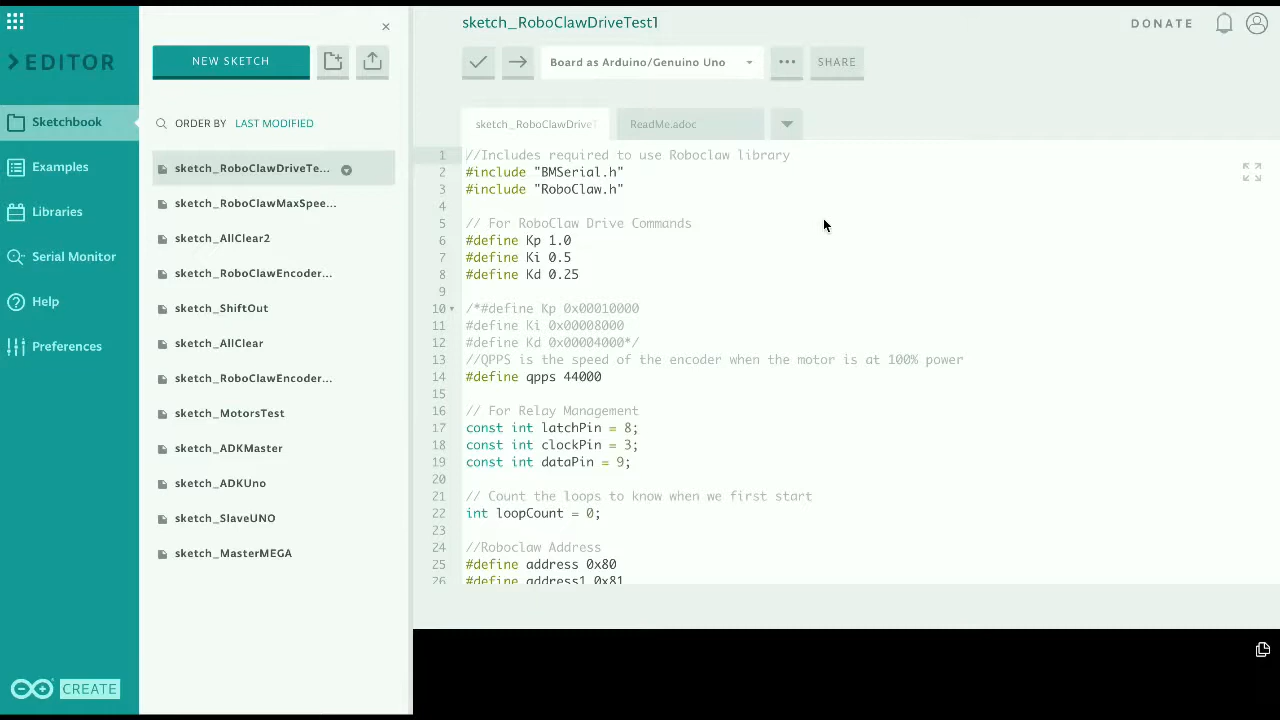 EDITOR
Sketchbook
Examples
Libraries
Serial Monitor
Help
Preferences
CREATE
NEW SKETCH
ORDER BY LAST MODIFIED
sketch_RoboClawDriveTe...
sketch_RoboClawMaxSpee...
sketch_AllClear2
sketch_RoboClawEncoder...
sketch_ShiftOut
sketch_AllClear
sketch_RoboClawEncoder...
sketch_MotorsTest
sketch_ADKMaster
sketch_ADKUno
sketch_SlaveUNO
sketch_MasterMEGA
sketch_RoboClawDriveTest1
DONATE
Board as Arduino/Genuino Uno
SHARE
sketch_RoboClawDriveT
ReadMe.adoc
1 //Includes required to use Roboclaw library
2 #include "BMSerial.h"
3 #include "RoboClaw.h"
4
5 // For RoboClaw Drive Commands
6 #define Kp 1.0
7 #define Ki 0.5
8 #define Kd 0.25
9
10 /*#define Kp 0x00010000
11 #define Ki 0x00008000
12 #define Kd 0x00004000*/
13 //QPPS is the speed of the encoder when the motor is at 100% power
14 #define qpps 44000
15
16 // For Relay Management
17 const int latchPin = 8;
18 const int clockPin = 3;
19 const int dataPin = 9;
20
21 // Count the loops to know when we first start
22 int loopCount = 0;
23
24 //Roboclaw Address
25 #define address 0x80
26 #define address1 0x81